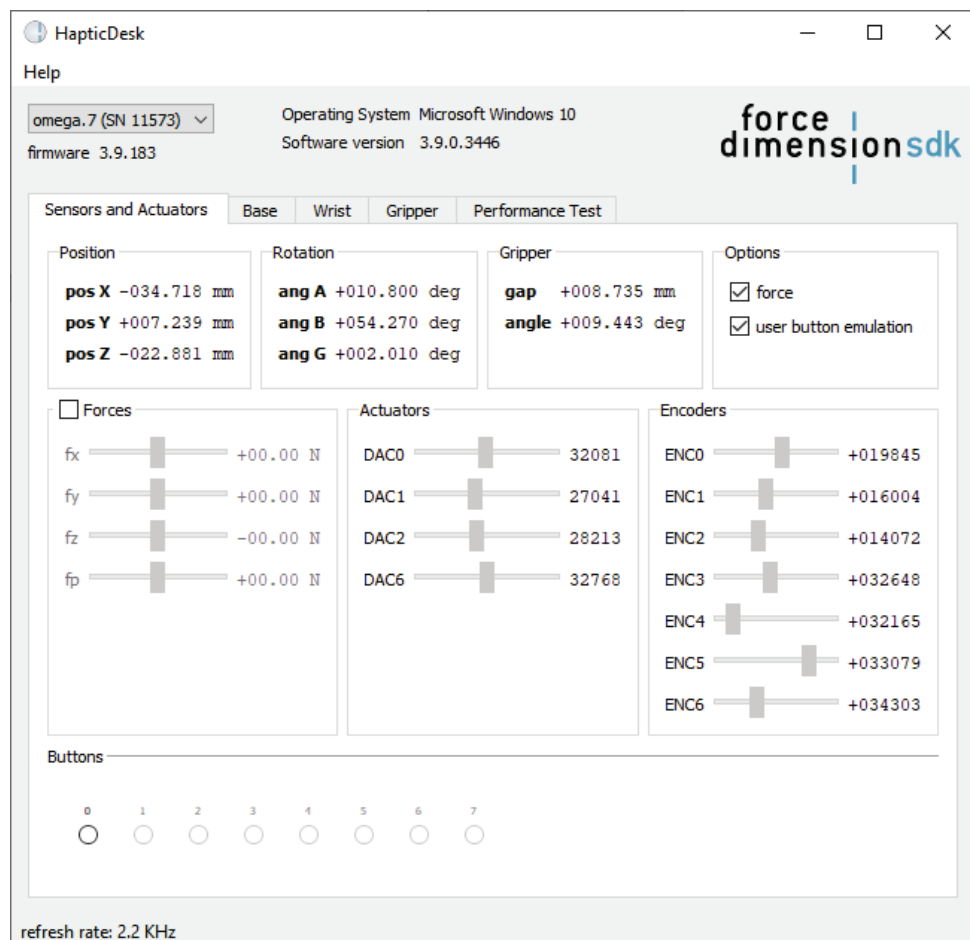 HapticDesk
Help
omega.7 (SN 11573)
firmware 3.9.183
Operating System Microsoft Windows 10
Software version 3.9.0.3446
force
dimension sdk
Sensors and Actuators Base Wrist Gripper Performance Test
Position
pos X -034.718 mm
pos Y +007.239 mm
pos Z -022.881 mm
Rotation
ang A +010.800 deg
ang B +054.270 deg
ang G +002.010 deg
Gripper
gap +008.735 mm
angle +009.443 deg
Options
force
user button emulation
Forces
fx +00.00 N
fy +00.00 N
fz -00.00 N
fp +00.00 N
Actuators
DAC0 32081
DAC1 27041
DAC2 28213
DAC6 32768
Encoders
ENC0 +019845
ENC1 +016004
ENC2 +014072
ENC3 +032648
ENC4 +032165
ENC5 +033079
ENC6 +034303
Buttons
0 1 2 3 4 5 6 7
refresh rate: 2.2 KHz